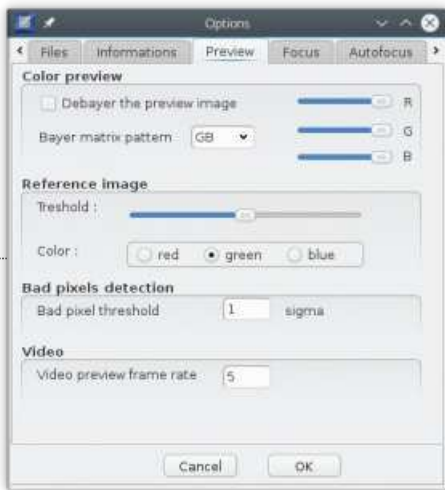 Options
Files Informations Preview Focus Autofocus
Color preview
Debayer the preview image R
Bayer matrix pattern GB G
B
Reference image
Treshold :
Color : red green blue
Bad pixels detection
Bad pixel threshold 1 sigma
Video
Video preview frame rate 5
Cancel OK